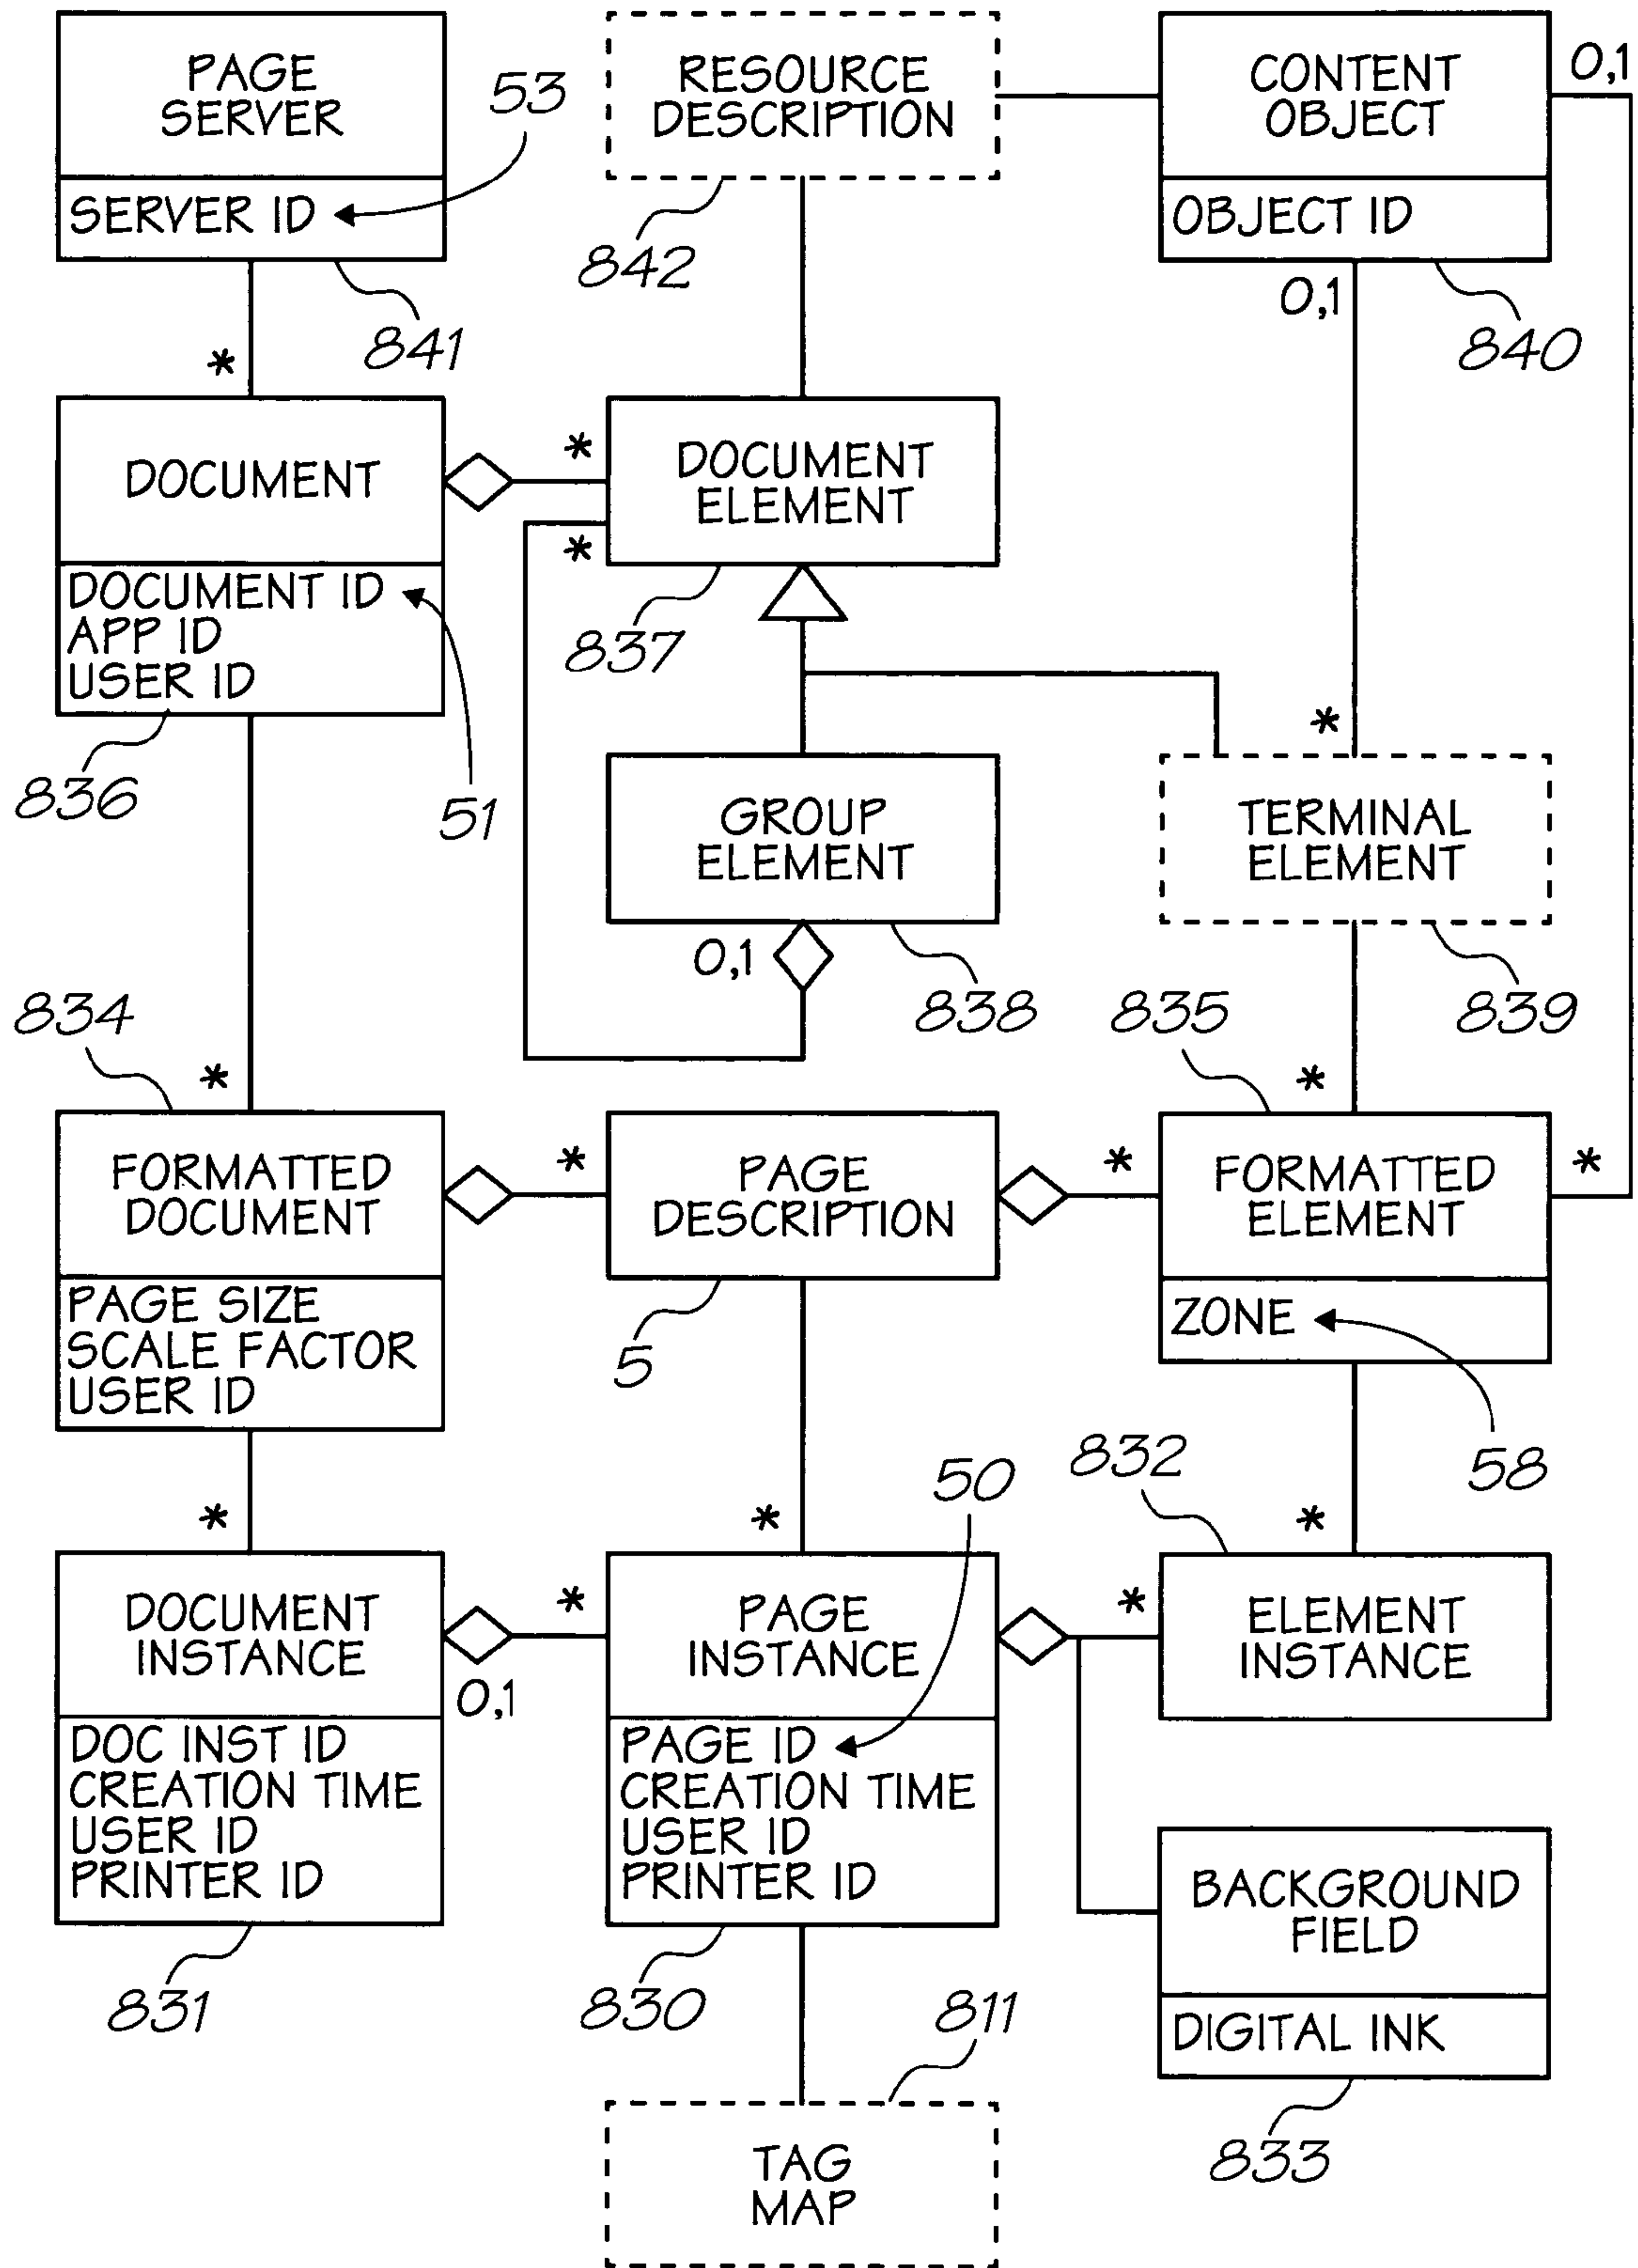 PAGE
SERVER
SERVER ID
53
841
*
RESOURCE
DESCRIPTION
842
CONTENT
OBJECT
OBJECT ID
0,1
0,1
840
DOCUMENT
DOCUMENT ID
APP ID
USER ID
836
51
*
*
DOCUMENT
ELEMENT
837
GROUP
ELEMENT
0,1
838
*
TERMINAL
ELEMENT
839
834
*
FORMATTED
DOCUMENT
PAGE SIZE
SCALE FACTOR
USER ID
*
PAGE
DESCRIPTION
5
835
*
*
FORMATTED
ELEMENT
*
ZONE
58
*
DOCUMENT
INSTANCE
DOC INST ID
CREATION TIME
USER ID
PRINTER ID
831
0,1
*
*
50
PAGE
INSTANCE
PAGE ID
CREATION TIME
USER ID
PRINTER ID
830
832
*
*
ELEMENT
INSTANCE
BACKGROUND
FIELD
DIGITAL INK
833
811
TAG
MAP